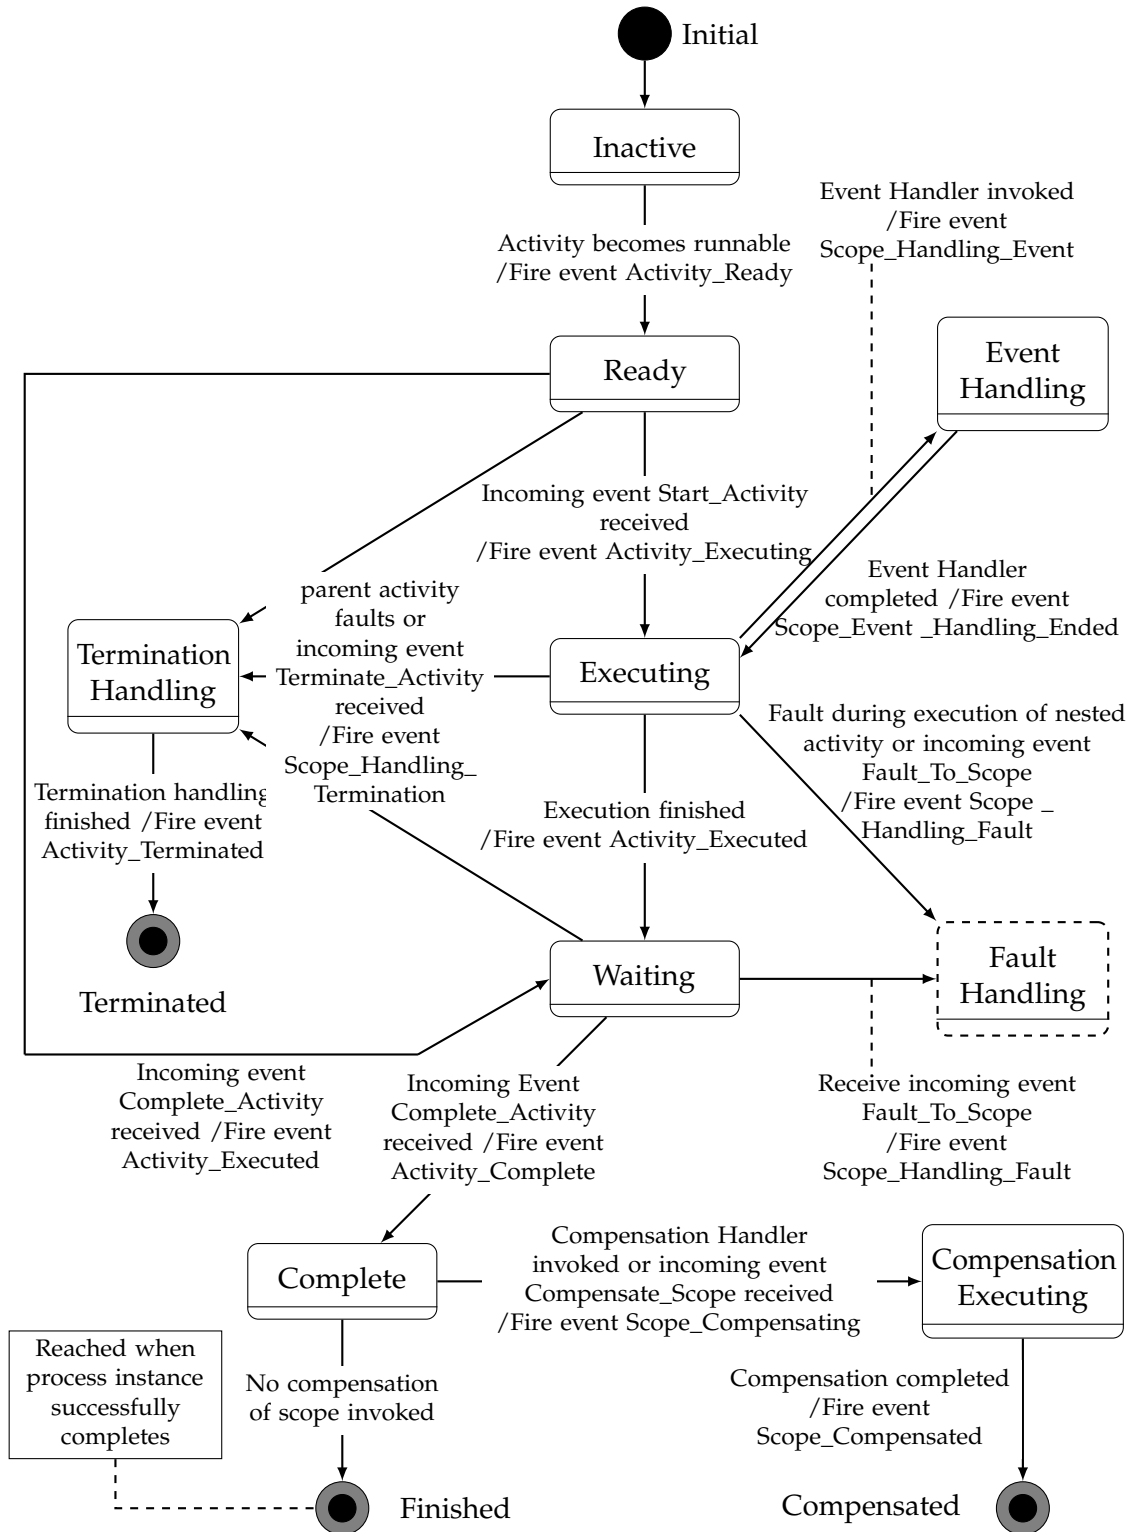 Initial
Inactive
Event Handler invoked
/Fire event
Scope_Handling_Event
Activity becomes runnable
/Fire event Activity_Ready
Ready
Event
Handling
Incoming event Start_Activity
received
/Fire event Activity_Executing
Event Handler
completed /Fire event
Scope_Event _Handling_Ended
parent activity
faults or
incoming event
Terminate_Activity
received
/Fire event
Scope_Handling_
Termination
Termination
Handling
Executing
Fault during execution of nested
activity or incoming event
Fault_To_Scope
/Fire event Scope _
Handling_Fault
Termination handling
finished /Fire event
Activity_Terminated
Execution finished
/Fire event Activity_Executed
Terminated
Waiting
Fault
Handling
Incoming event
Complete_Activity
received /Fire event
Activity_Executed
Incoming Event
Complete_Activity
received /Fire event
Activity_Complete
Receive incoming event
Fault_To_Scope
/Fire event
Scope_Handling_Fault
Complete
Compensation Handler
invoked or incoming event
Compensate_Scope received
/Fire event Scope_Compensating
Compensation
Executing
Reached when
process instance
successfully
completes
No compensation
of scope invoked
Compensation completed
/Fire event
Scope_Compensated
Finished
Compensated